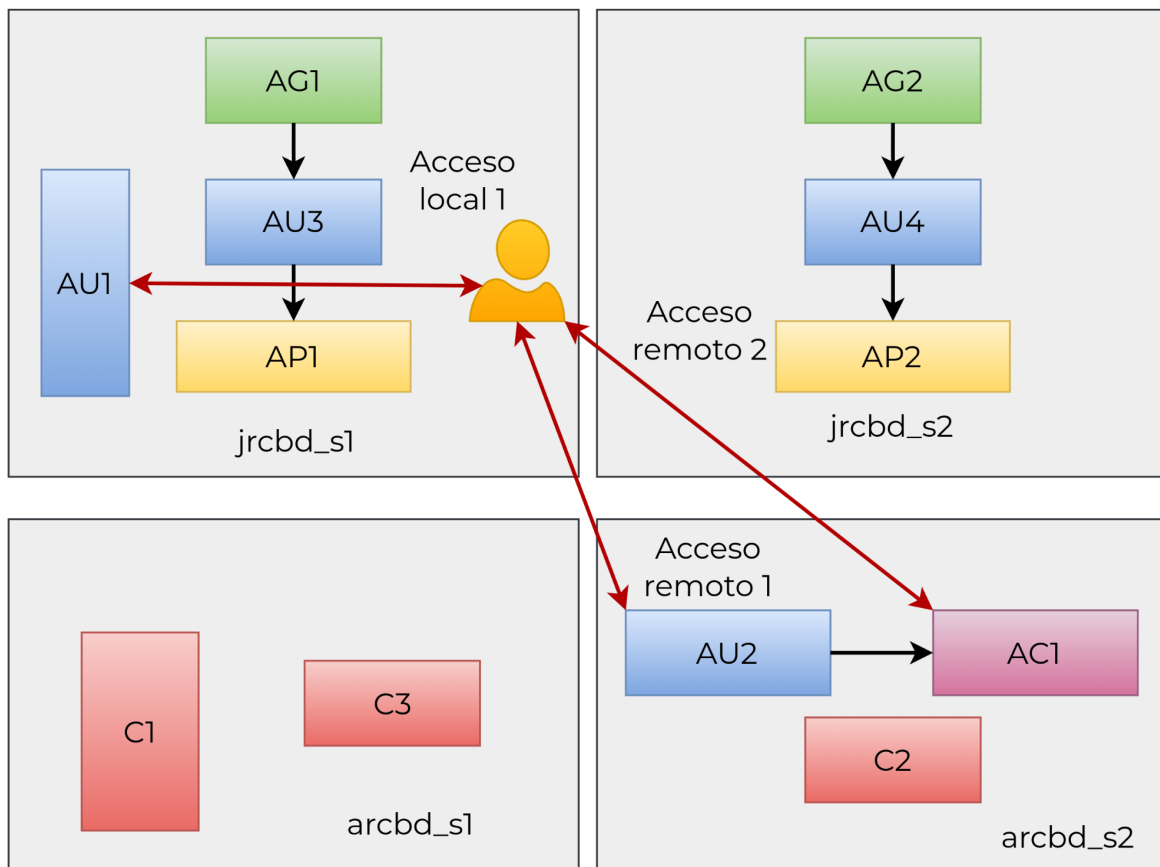 AG1
Acceso
local 1
AU3
AU1
AP1
jrcbd_s1
AG2
AU4
Acceso
remoto 2
AP2
jrcbd_s2
C1
C3
arcbd_s1
Acceso
remoto 1
AU2
AC1
C2
arcbd_s2